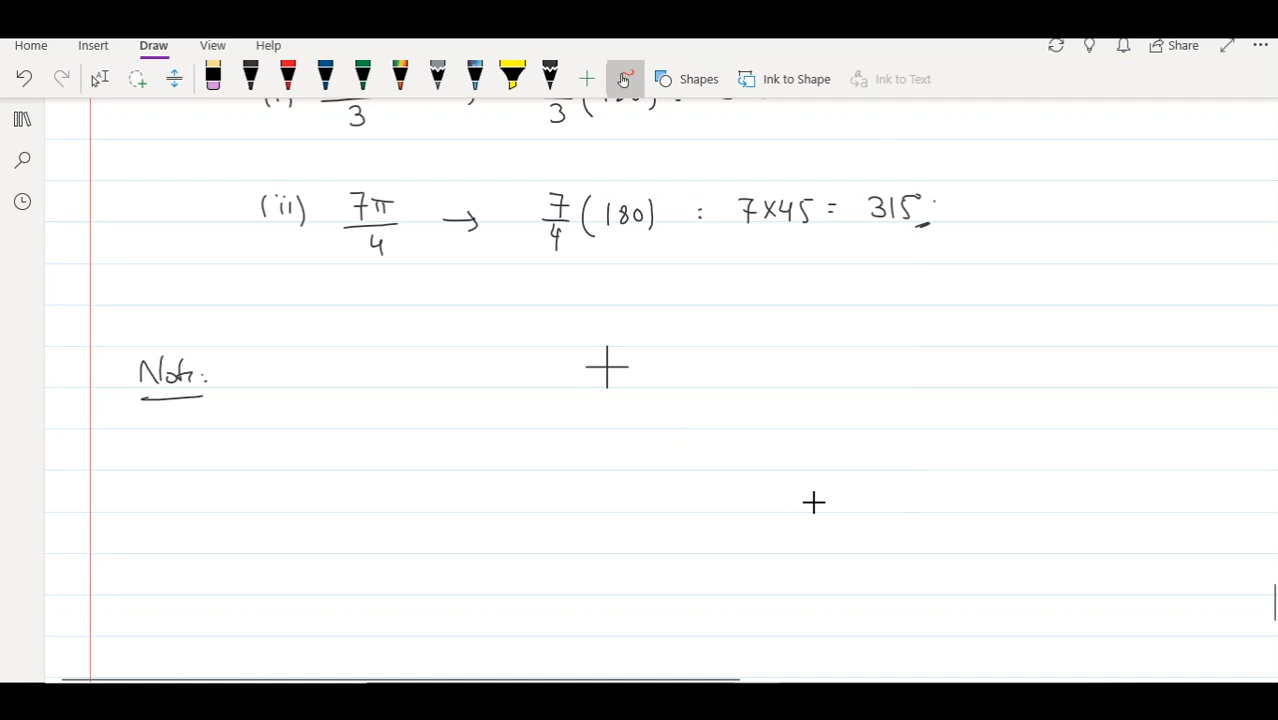 Home Insert Draw View Help Share
Shapes Ink to Shape Ink to Text
3 3 (180) :
(ii) 7π/4 → 7/4 (180) : 7×45 = 315°.
Note: